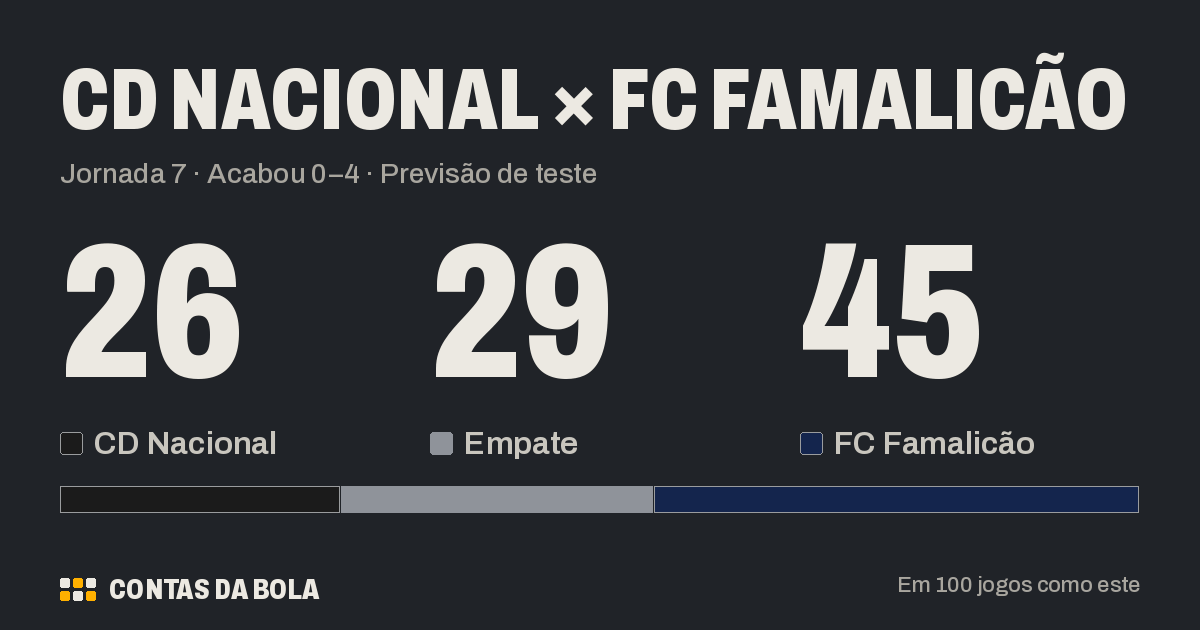 CD NACIONAL × FC FAMALICÃO
Jornada 7 · Acabou 0–4 · Previsão de teste
26 29 45
CD Nacional Empate FC Famalicão
CONTAS DA BOLA Em 100 jogos como este